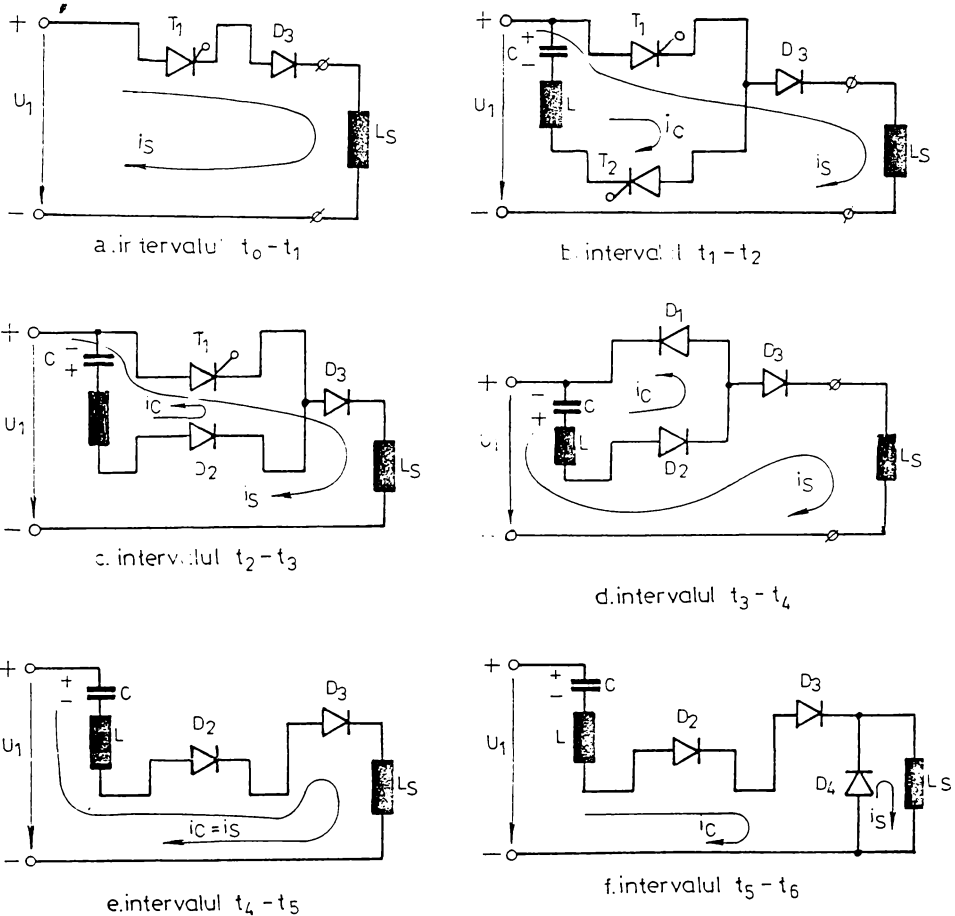 + T1 D3
U1 iS LS
−
a.intervalu t0-t1
+ + C − T1 D3
U1 L iC LS
T2 iS
−
b. intervalul t1-t2
+ C − + T1 D3
U1 iC
D2 LS
iS
−
c. intervalul t2-t3
D1
+ − C + iC D3
U1 L D2 LS
iS
d.intervalul t3-t4
+ + − C D3
U1 L D2 LS
iC=iS
−
e.intervalul t4-t5
+ + − C D3
U1 L D2 D4 LS
iC iS
−
f.intervalul t5-t6